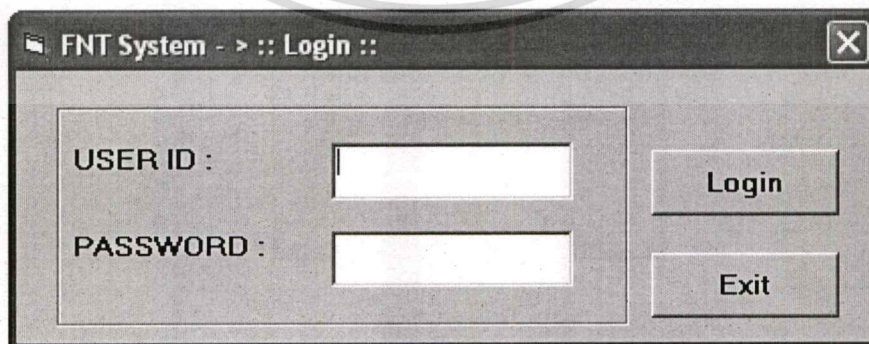 FNT System - > :: Login ::
USER ID :
Login
PASSWORD :
Exit